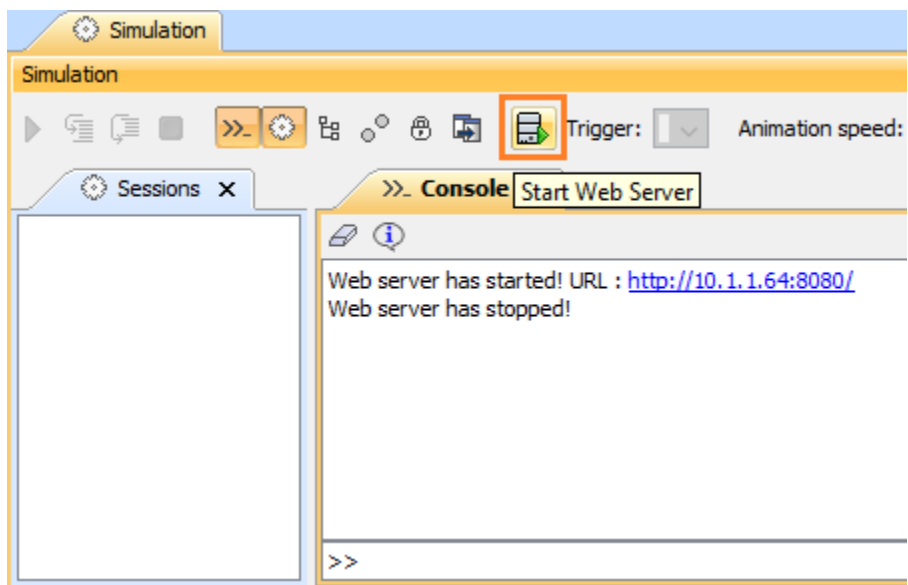 Simulation
Simulation
Trigger: Animation speed:
Sessions
Console
Start Web Server
Web server has started! URL : http://10.1.1.64:8080/
Web server has stopped!
>>